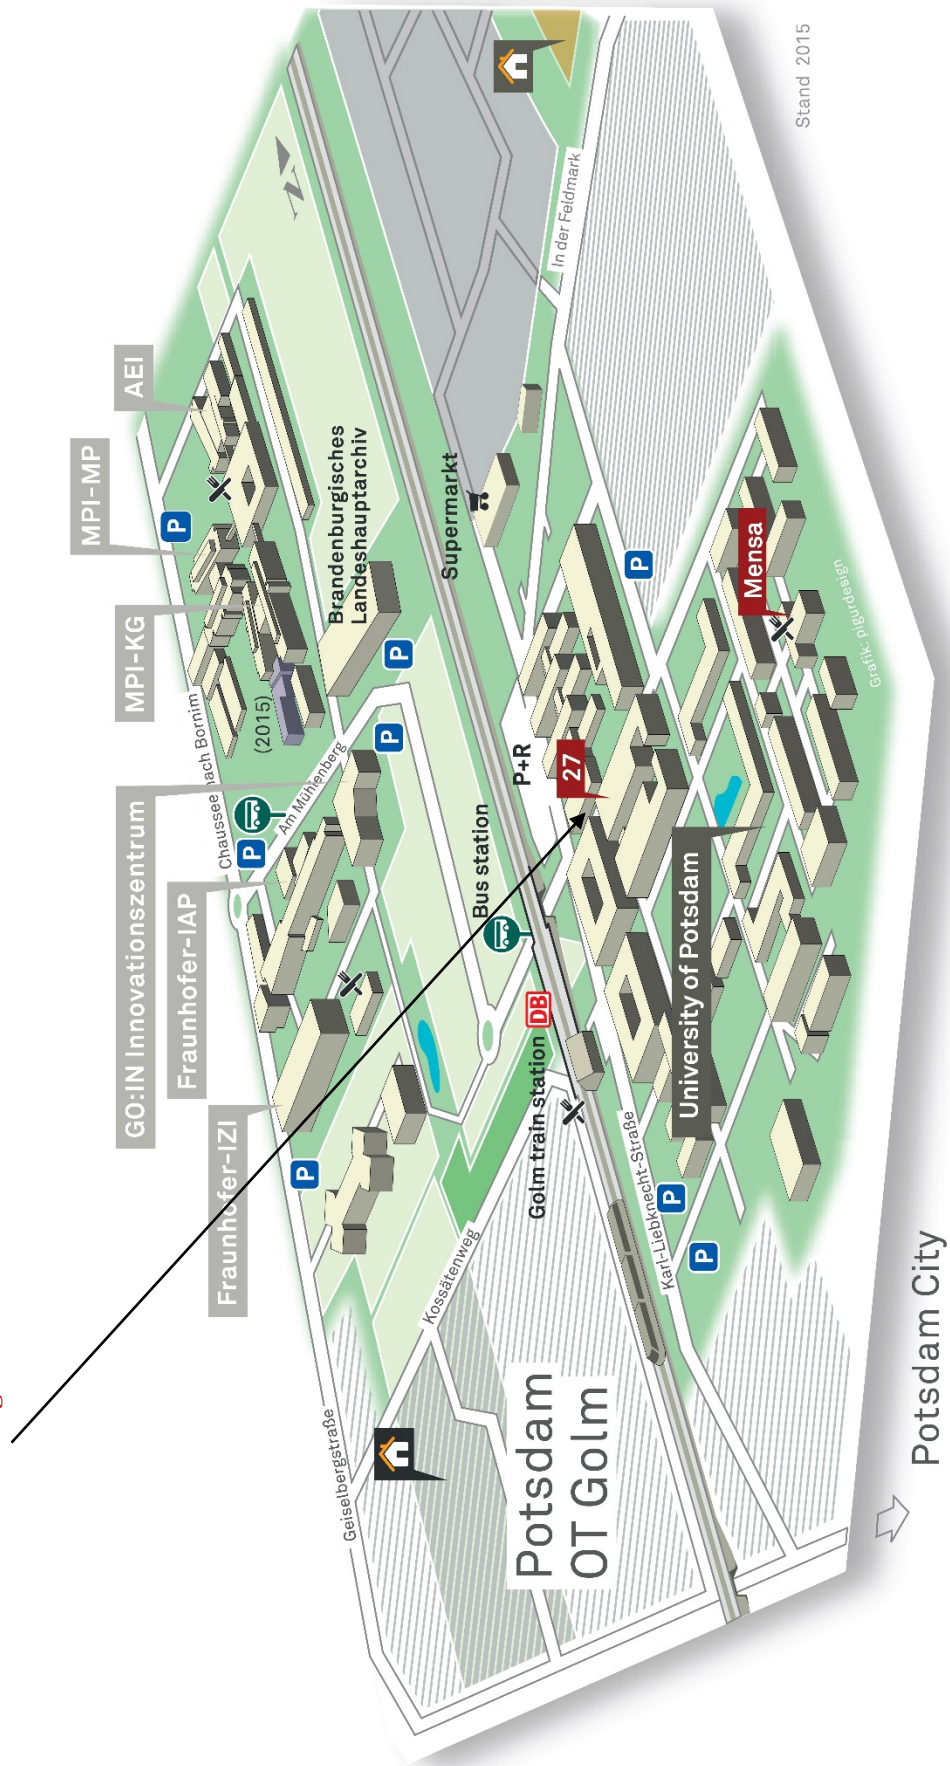 MPI-MP
AEI
MPI-KG
GO:IN Innovationszentrum
P
Fraunhofer-IAP
Chaussee nach Bornim
Fraunhofer-IZI
P
(2015)
N
Am Mühlenberg
P
Geiselbergstraße
Brandenburgisches
Landeshauptarchiv
P
P
Kossätenweg
Supermarkt
Bus station
P+R
Golm train station DB
Potsdam
OT Golm
In der Feldmark
27
P
Karl-Liebknecht-Straße
P
University of Potsdam
P
Mensa
Stand 2015
Grafik: pigurdesign
Potsdam City